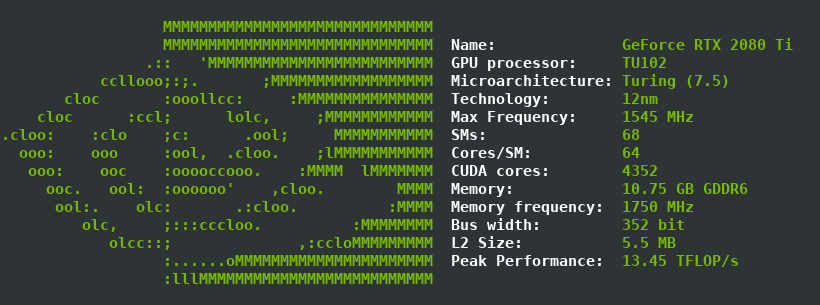 MMMMMMMMMMMMMMMMMMMMMMMMMMMMMM
                  MMMMMMMMMMMMMMMMMMMMMMMMMMMMMM  Name:              GeForce RTX 2080 Ti
                .::   'MMMMMMMMMMMMMMMMMMMMMMMMM  GPU processor:     TU102
           ccllooo;:;.       ;MMMMMMMMMMMMMMMMMM  Microarchitecture: Turing (7.5)
       cloc       :ooollcc:     :MMMMMMMMMMMMMMM  Technology:        12nm
    cloc      :ccl;      lolc,     ;MMMMMMMMMMMM  Max Frequency:     1545 MHz
.cloo:    :clo    ;c:      .ool;     MMMMMMMMMMM  SMs:               68
  ooo:    ooo     :ool,  .cloo.    ;lMMMMMMMMMMM  Cores/SM:          64
   ooo:    ooc    :ooooccooo.    :MMMM  lMMMMMMM  CUDA cores:        4352
     ooc.   ool:  :oooooo'    ,cloo.        MMMM  Memory:            10.75 GB GDDR6
      ool:.    olc:       .:cloo.          :MMMM  Memory frequency:  1750 MHz
         olc,     ;:::cccloo.          :MMMMMMMM  Bus width:         352 bit
            olcc::;              ,:ccloMMMMMMMMM  L2 Size:           5.5 MB
                  :......oMMMMMMMMMMMMMMMMMMMMMM  Peak Performance:  13.45 TFLOP/s
                  :lllMMMMMMMMMMMMMMMMMMMMMMMMMM